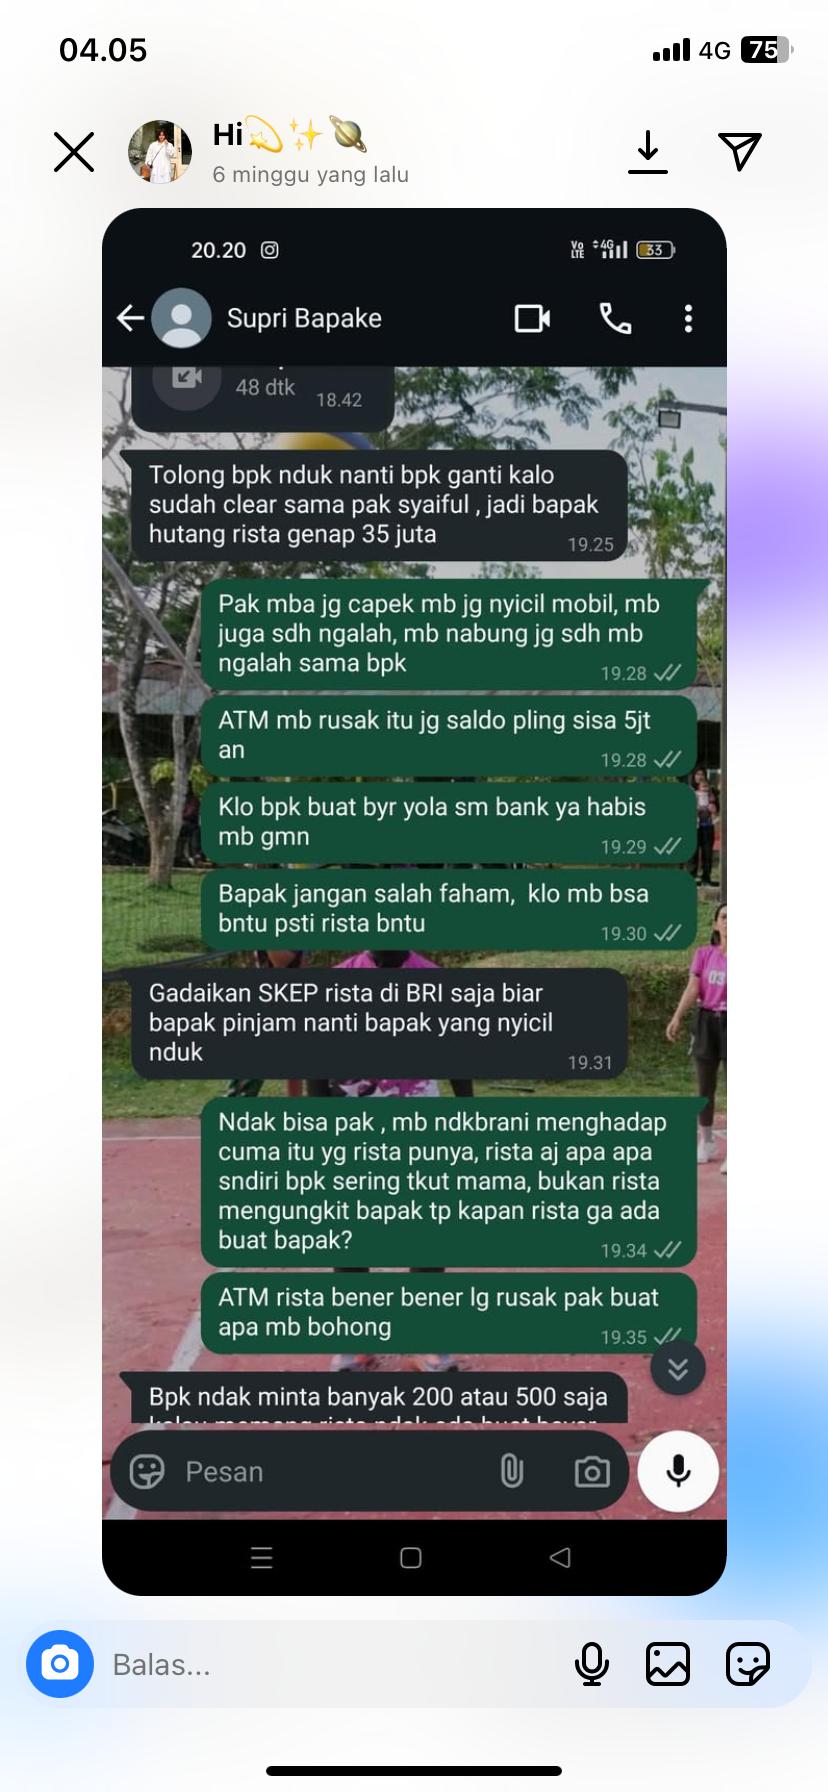 04.05
4G
75
Hi💫✨🪐
6 minggu yang lalu
20.20
Vo
LTE
4G
33
Supri Bapake
48 dtk
18.42
Tolong bpk nduk nanti bpk ganti kalo
sudah clear sama pak syaiful , jadi bapak
hutang rista genap 35 juta
19.25
Pak mba jg capek mb jg nyicil mobil, mb
juga sdh ngalah, mb nabung jg sdh mb
ngalah sama bpk
19.28
ATM mb rusak itu jg saldo pling sisa 5jt
an
19.28
Klo bpk buat byr yola sm bank ya habis
mb gmn
19.29
Bapak jangan salah faham,  klo mb bsa
bntu psti rista bntu
19.30
Gadaikan SKEP rista di BRI saja biar
bapak pinjam nanti bapak yang nyicil
nduk
19.31
Ndak bisa pak , mb ndkbrani menghadap
cuma itu yg rista punya, rista aj apa apa
sndiri bpk sering tkut mama, bukan rista
mengungkit bapak tp kapan rista ga ada
buat bapak?
19.34
ATM rista bener bener lg rusak pak buat
apa mb bohong
19.35
Bpk ndak minta banyak 200 atau 500 saja
03
Pesan
Balas...